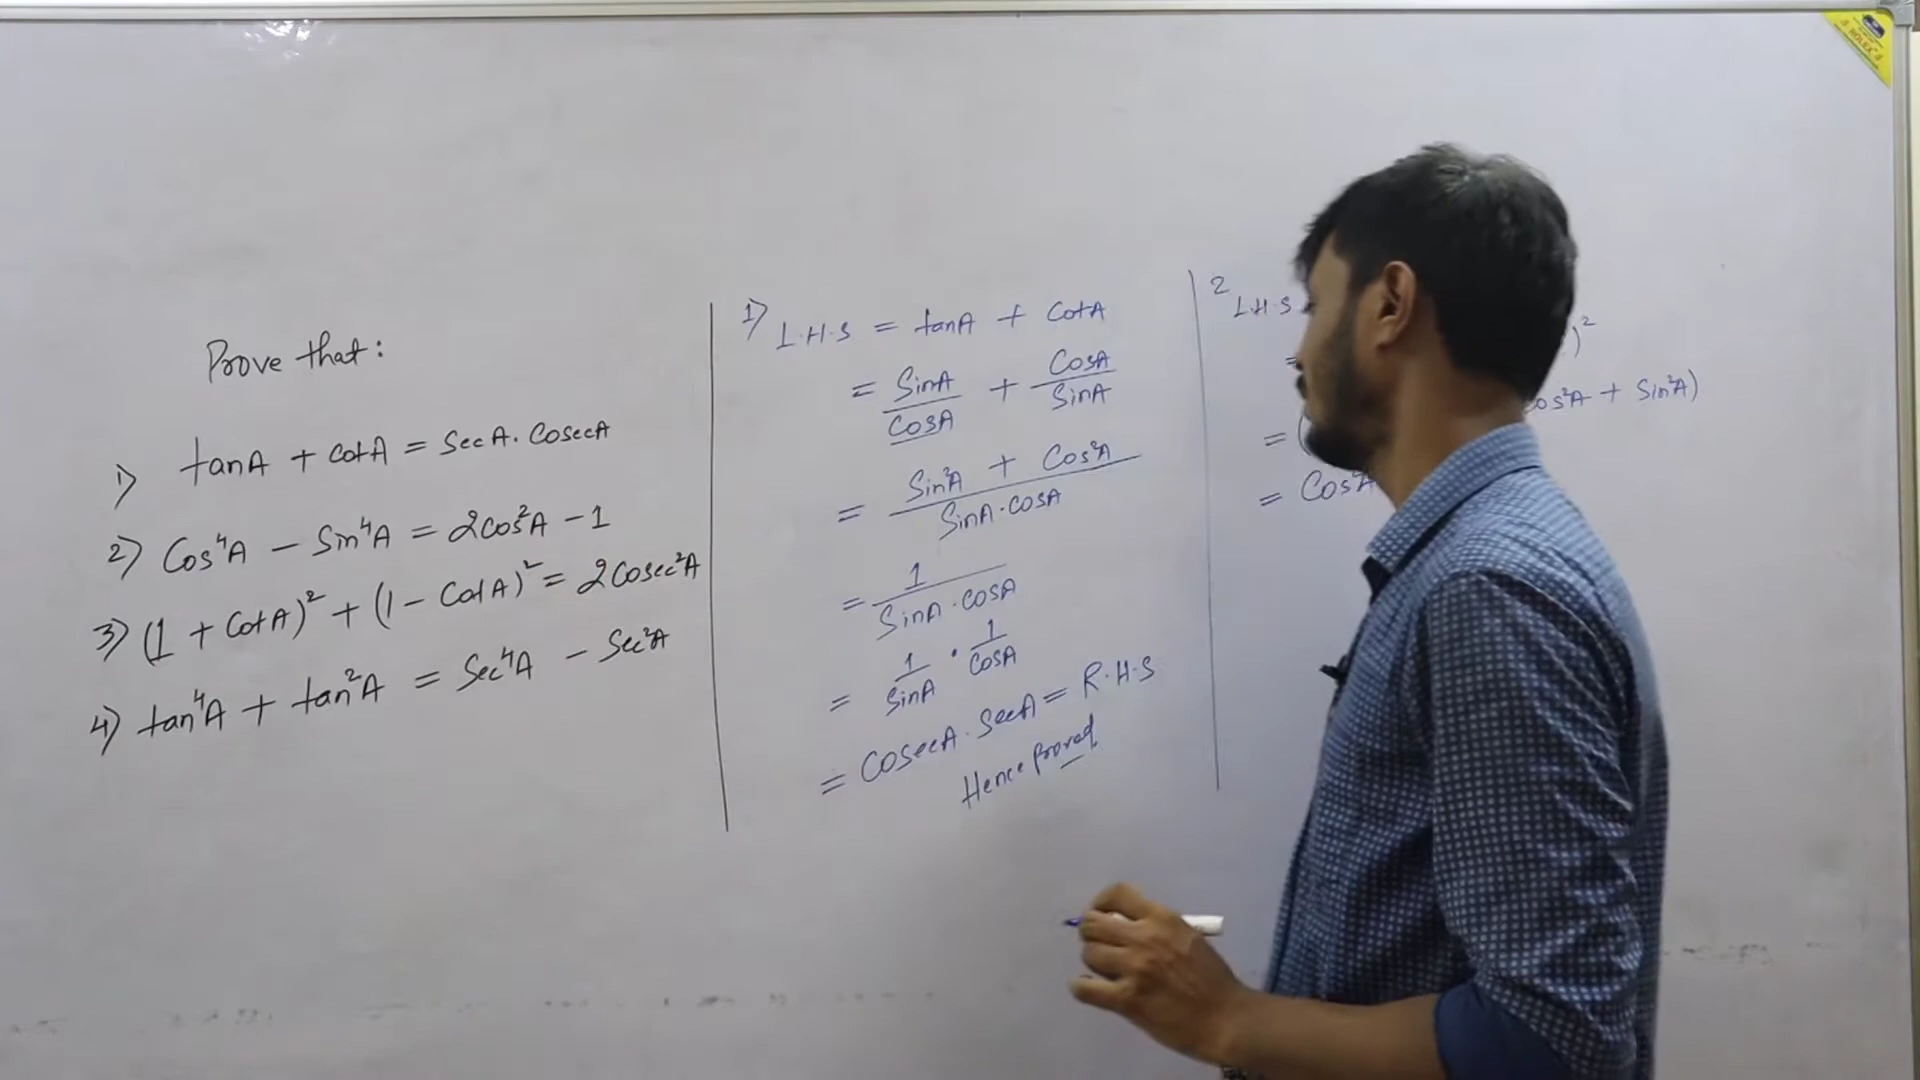 Prove that:
1) tanA + cotA = SecA. CosecA
2) Cos⁴A - Sin⁴A = 2cos²A - 1
3) (1 + CotA)² + (1 - CotA)² = 2Cosec²A
4) tan⁴A + tan²A = Sec⁴A - Sec²A
1) L.H.S = tanA + CotA
= SinA/CosA + CosA/SinA
= Sin²A + Cos²A / SinA.CosA
= 1 / SinA.CosA
= 1/SinA . 1/CosA
= CosecA. SecA = R.H.S
Hence Proved
2 L.H.S
= )²
= ( os²A + Sin²A)
= Cos²A
HOLEX